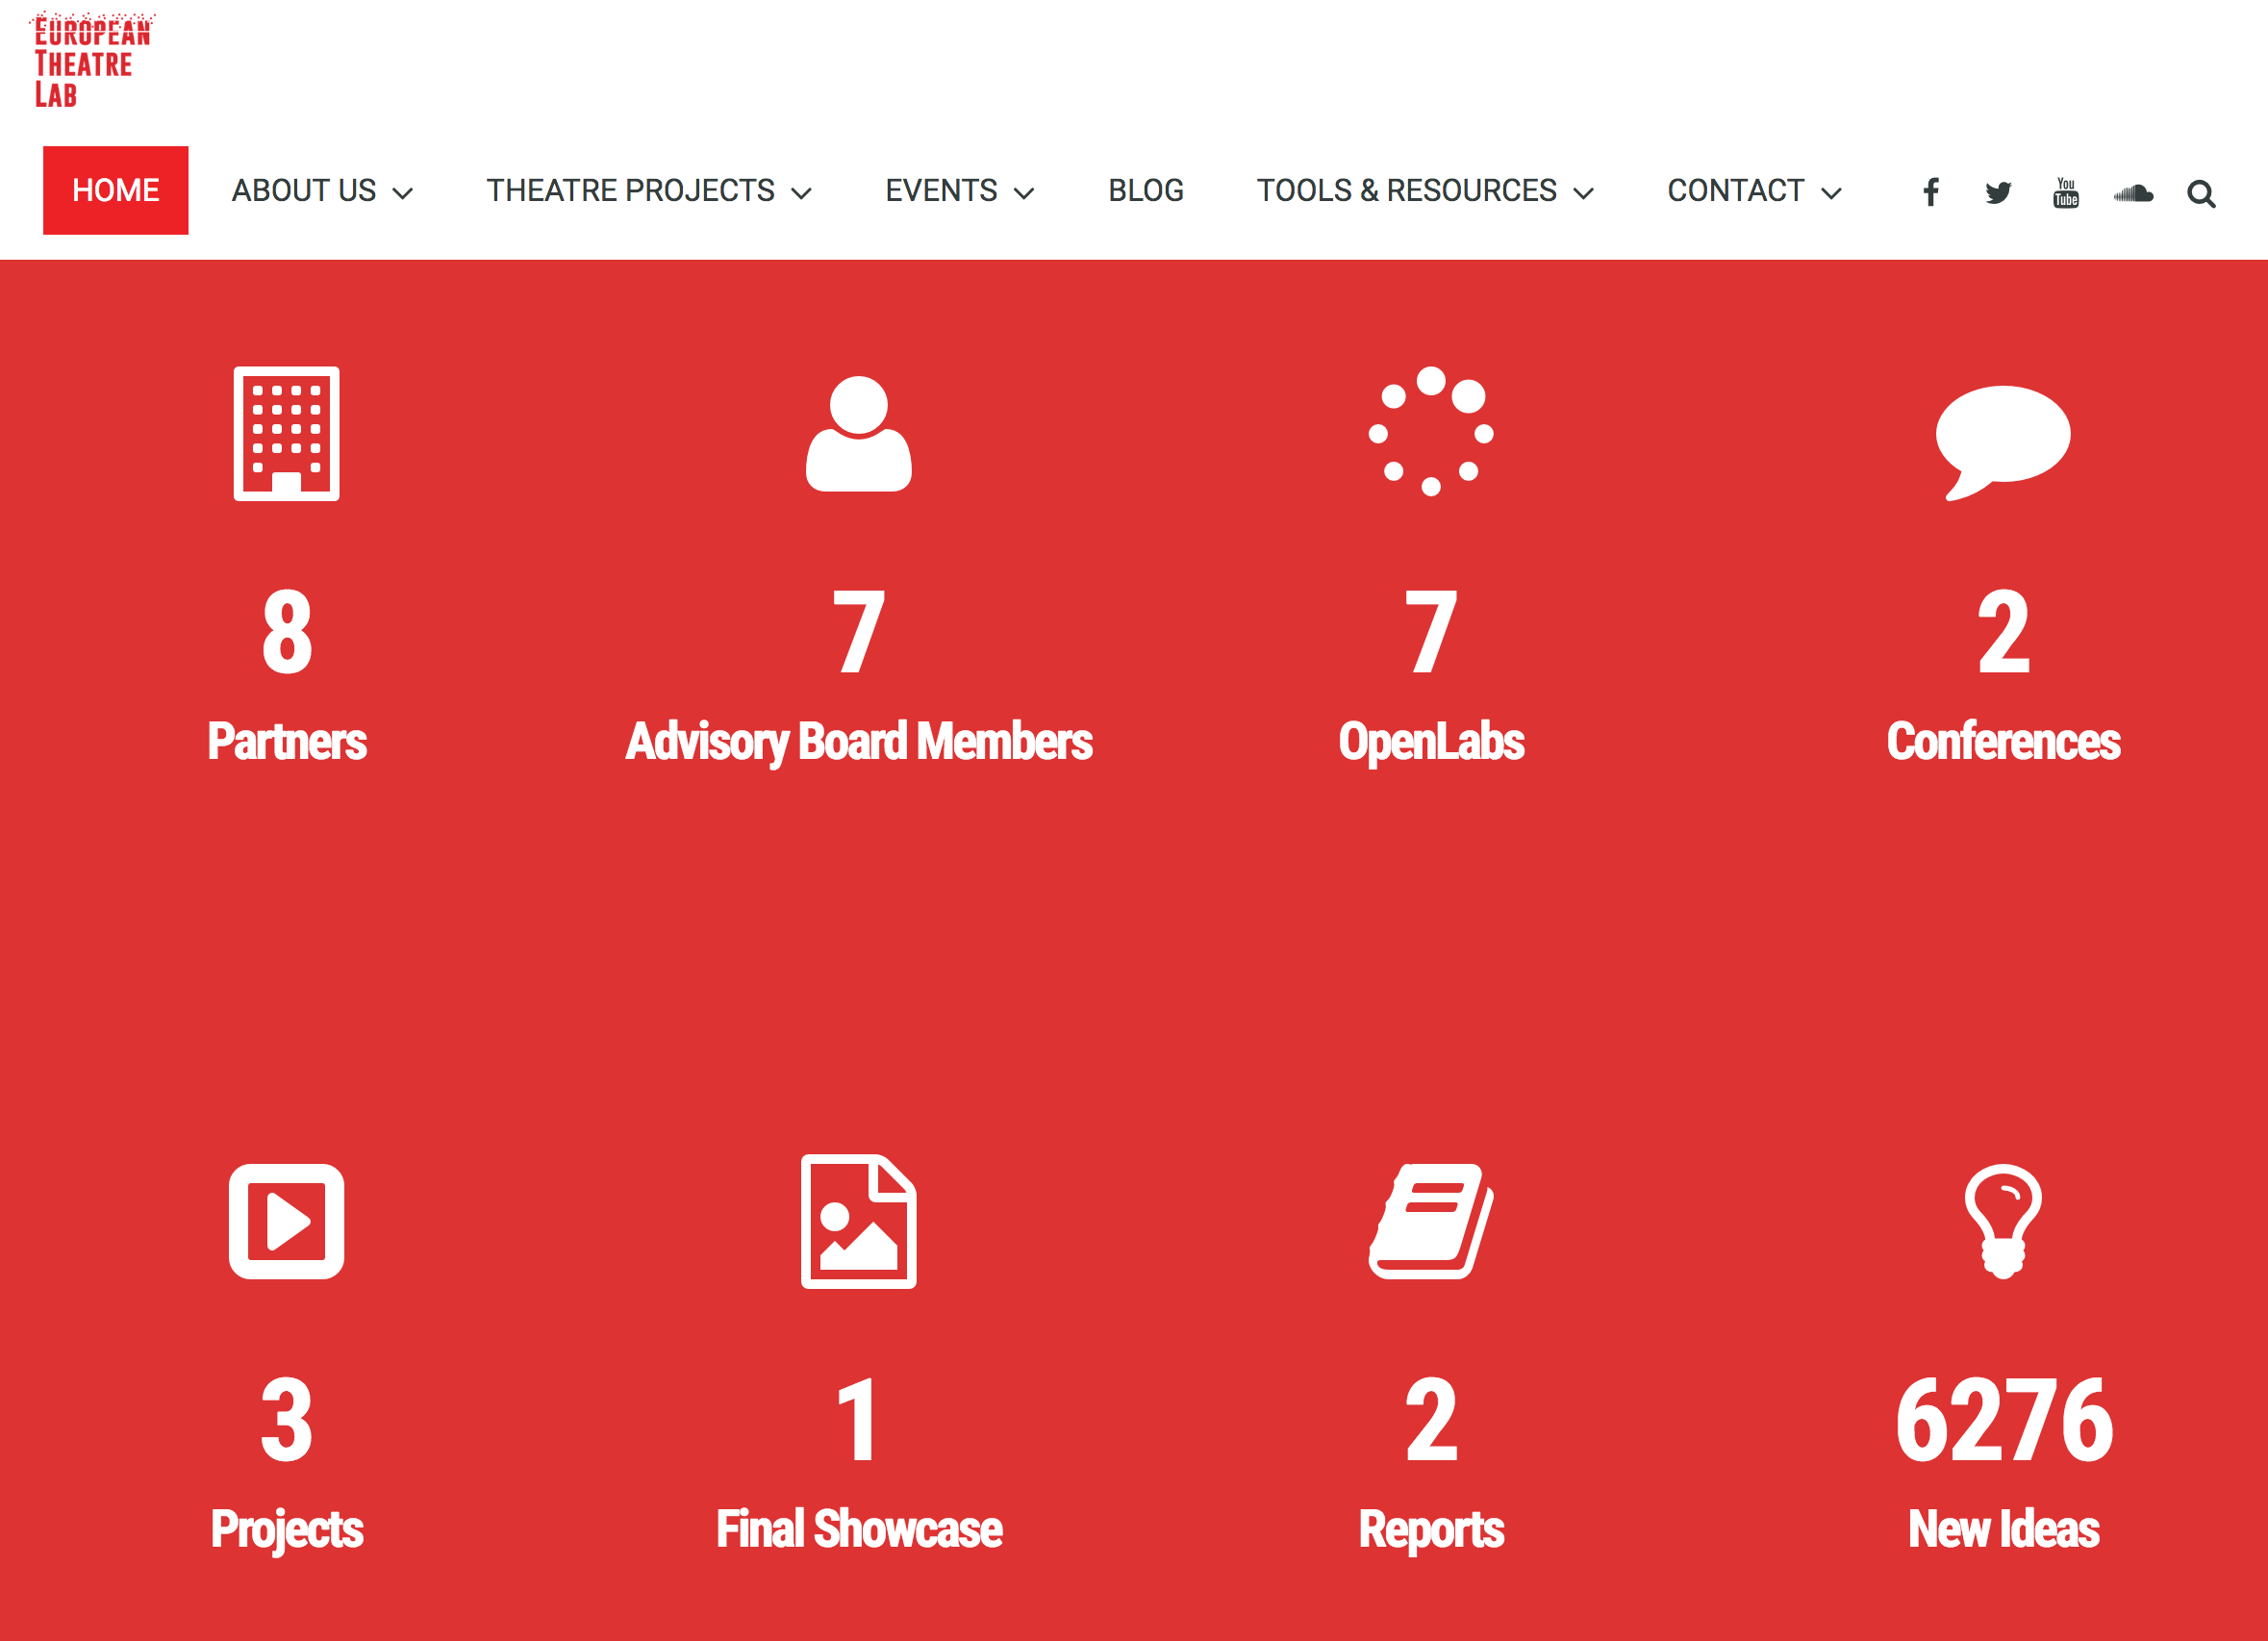 EUROPEAN
THEATRE
LAB
HOME ABOUT US THEATRE PROJECTS EVENTS BLOG TOOLS & RESOURCES CONTACT You Tube
8 7 7 2
Partners Advisory Board Members OpenLabs Conferences
3 1 2 6276
Projects Final Showcase Reports New Ideas